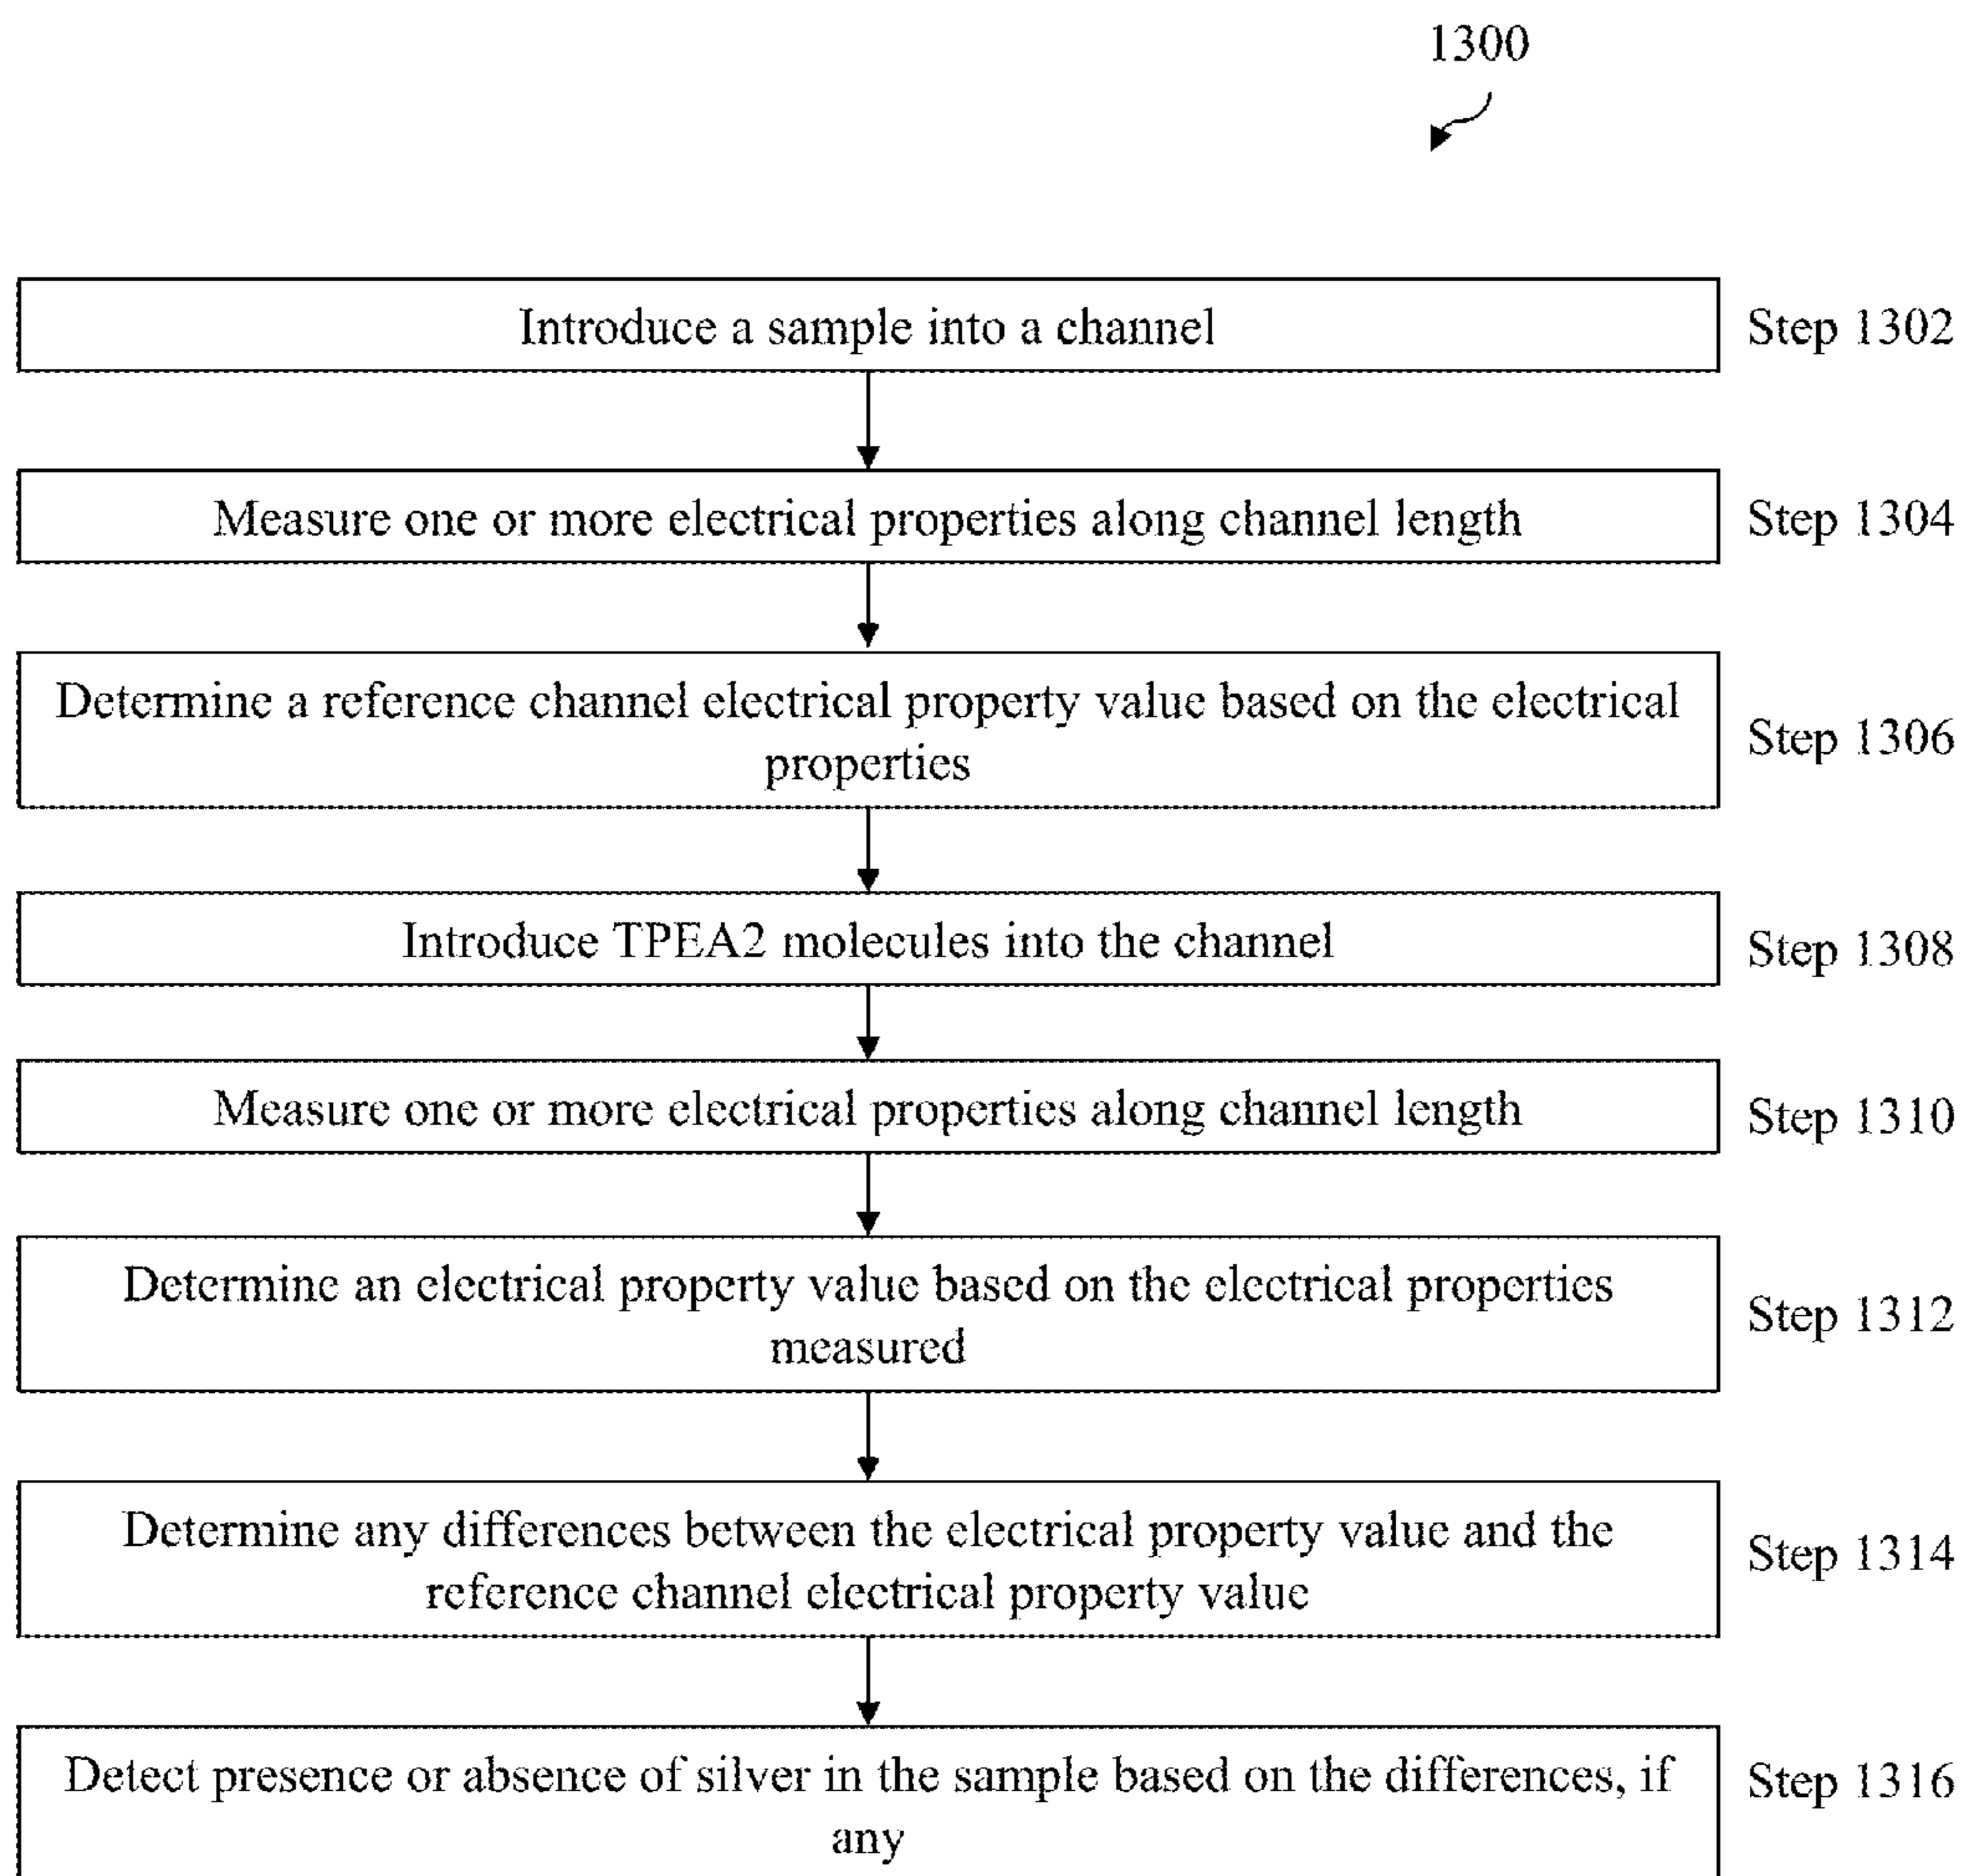 1300
Introduce a sample into a channel
Step 1302
Measure one or more electrical properties along channel length
Step 1304
Determine a reference channel electrical property value based on the electrical
properties
Step 1306
Introduce TPEA2 molecules into the channel
Step 1308
Measure one or more electrical properties along channel length
Step 1310
Determine an electrical property value based on the electrical properties
measured
Step 1312
Determine any differences between the electrical property value and the
reference channel electrical property value
Step 1314
Detect presence or absence of silver in the sample based on the differences, if
any
Step 1316